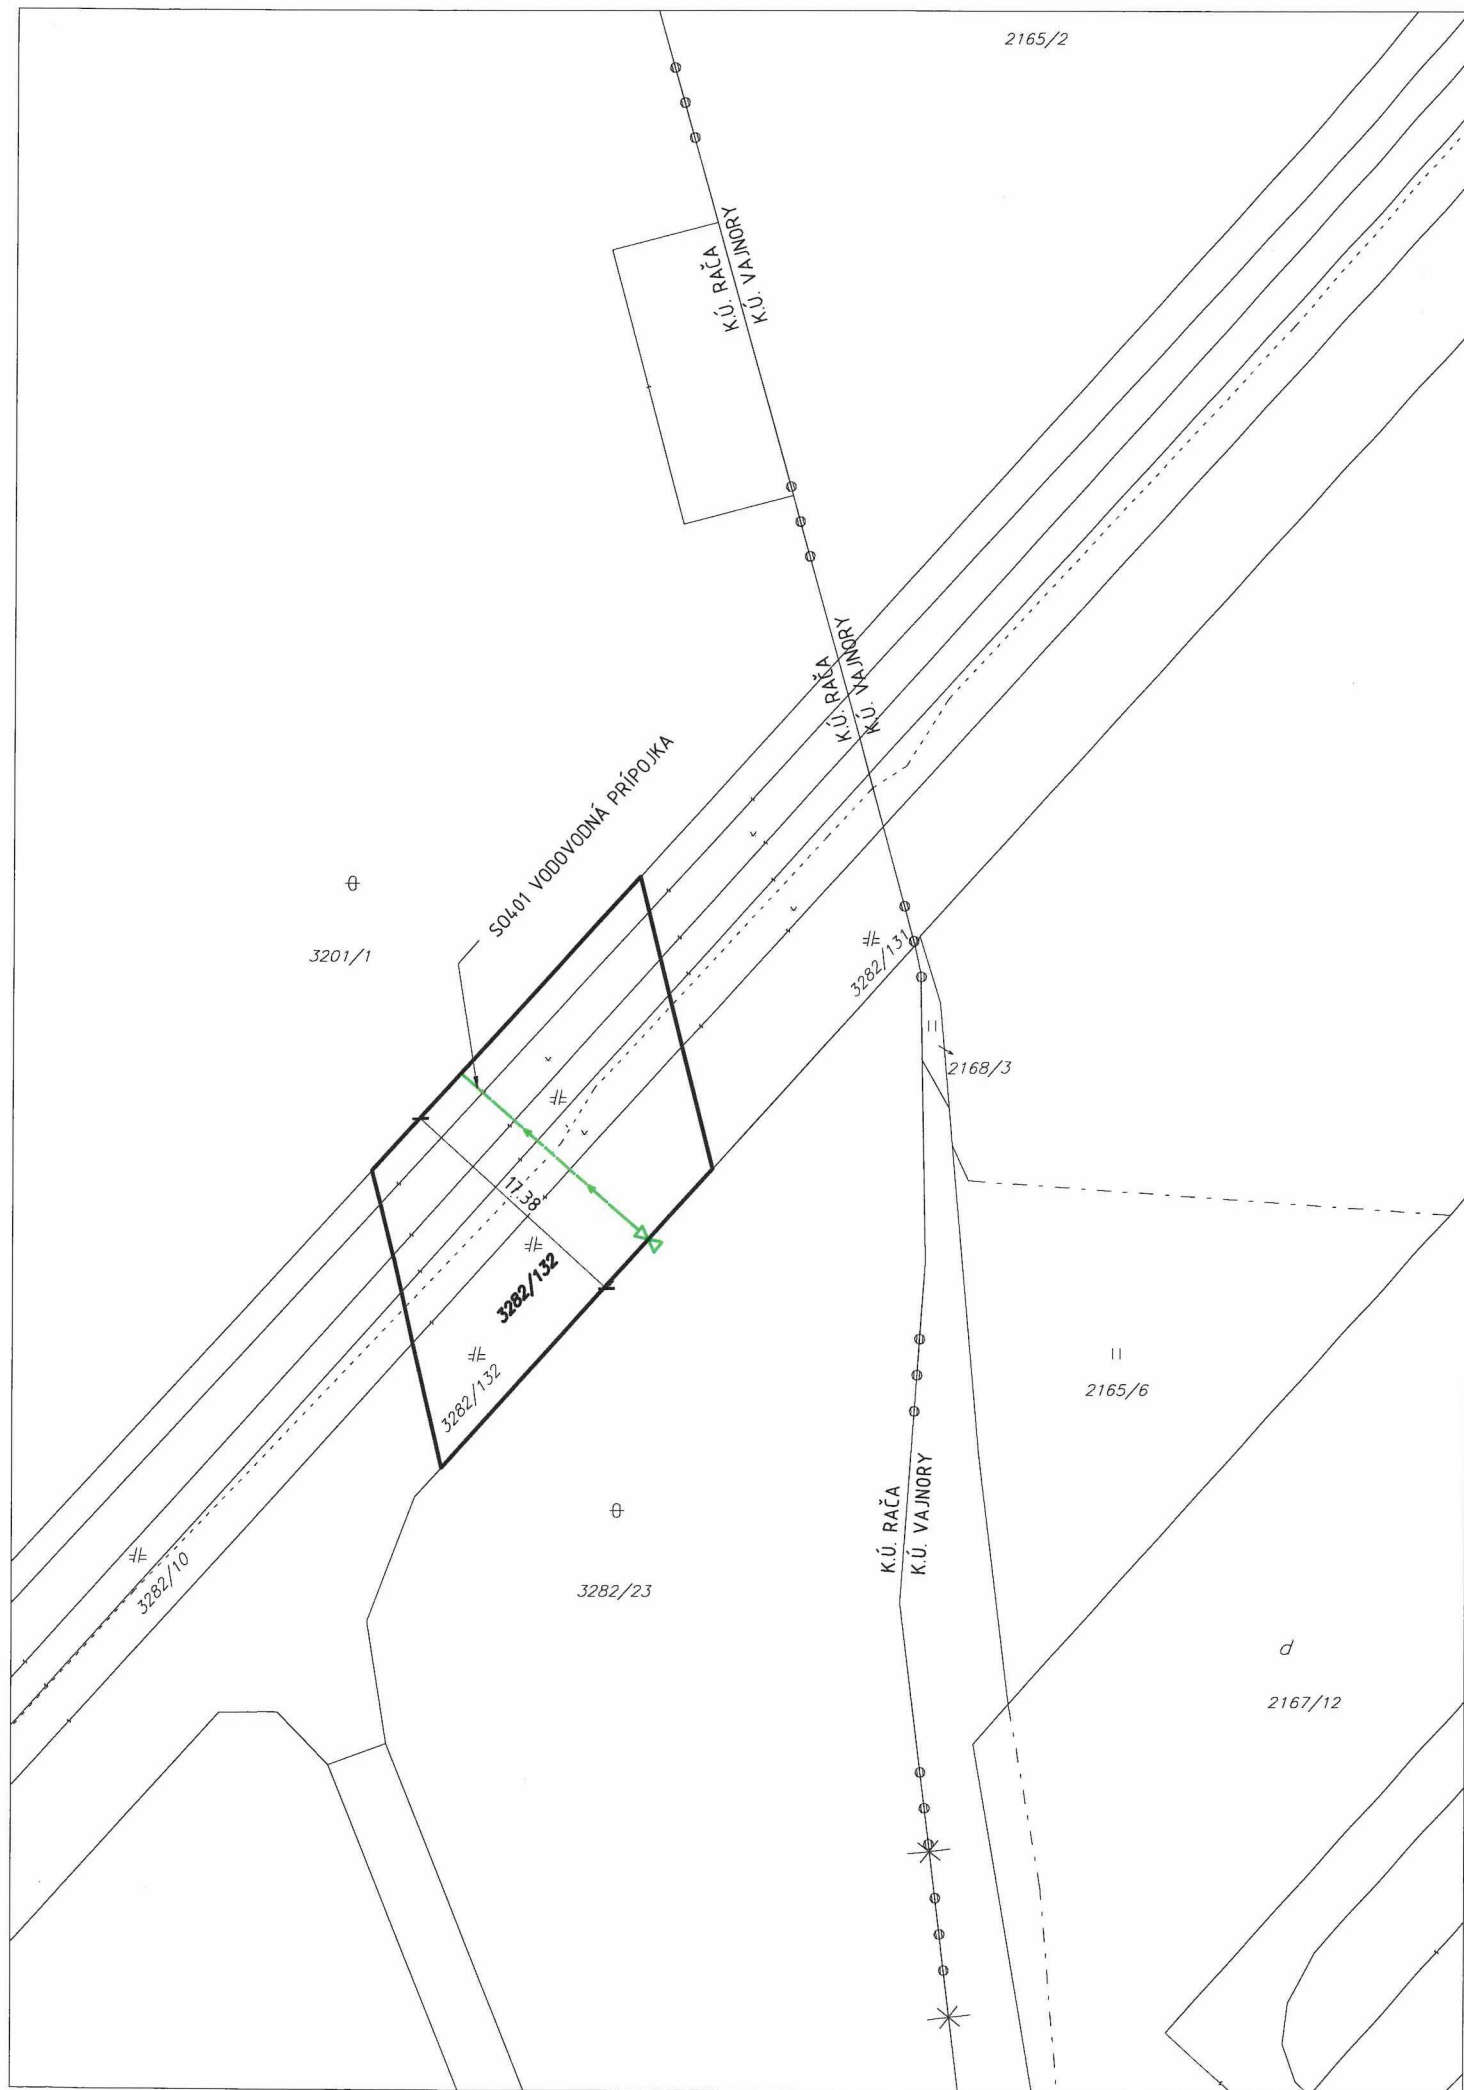 2165/2
K.Ú. RAČA
K.Ú. VAJNORY
K.Ú. RAČA
K.Ú. VAJNORY
SO401 VODOVODNÁ PRÍPOJKA
3201/1
3282/131
2168/3
17.38
3282/132
3282/132
2165/6
K.Ú. RAČA
K.Ú. VAJNORY
3282/10
3282/23
d
2167/12